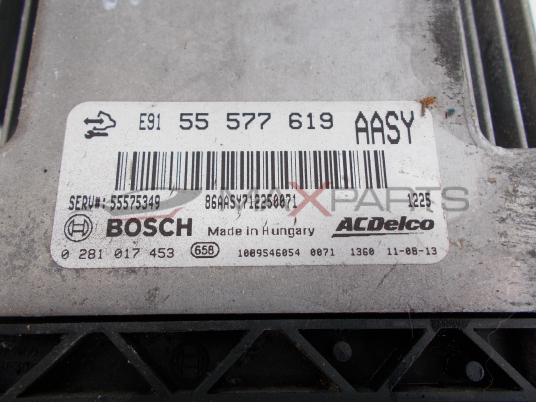 E91 55 577 619 AASY
SERV#: 55575349 86AASY712250071 1225
MAXPARTS
BOSCH Made in Hungary ACDelco
0 281 017 453 658 1009S46054 0071 1360 11-08-13